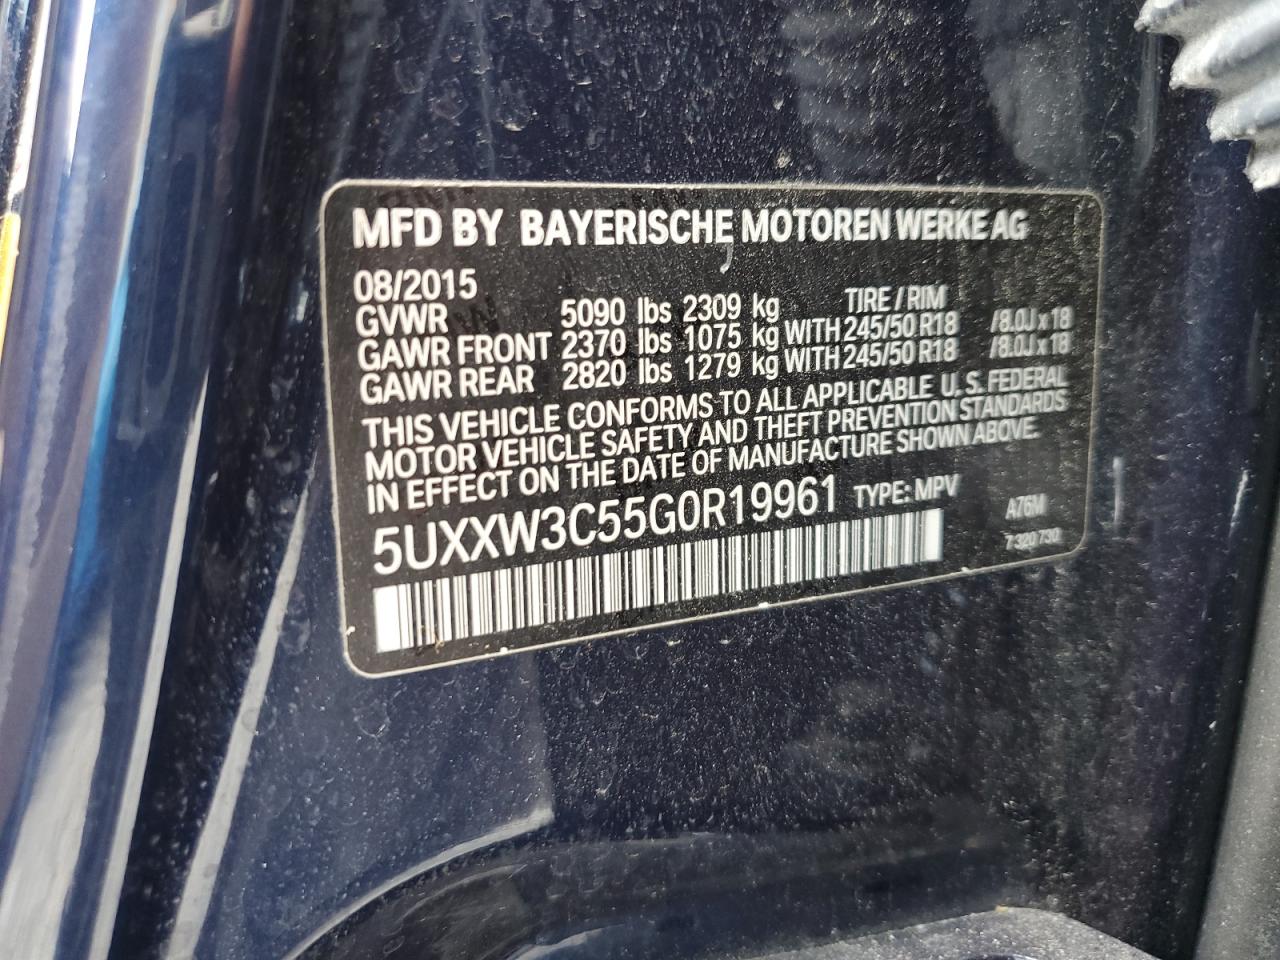 MFD BY BAYERISCHE MOTOREN WERKE AG
08/2015 TIRE / RIM
GVWR 5090 lbs 2309 kg
GAWR FRONT 2370 lbs 1075 kg WITH 245/50 R18 /8.0J x 18
GAWR REAR 2820 lbs 1279 kg WITH 245/50 R18 /8.0J x 18
THIS VEHICLE CONFORMS TO ALL APPLICABLE U.S. FEDERAL
MOTOR VEHICLE SAFETY AND THEFT PREVENTION STANDARDS
IN EFFECT ON THE DATE OF MANUFACTURE SHOWN ABOVE.
5UXXW3C55G0R19961 TYPE: MPV A76M
7 320 730